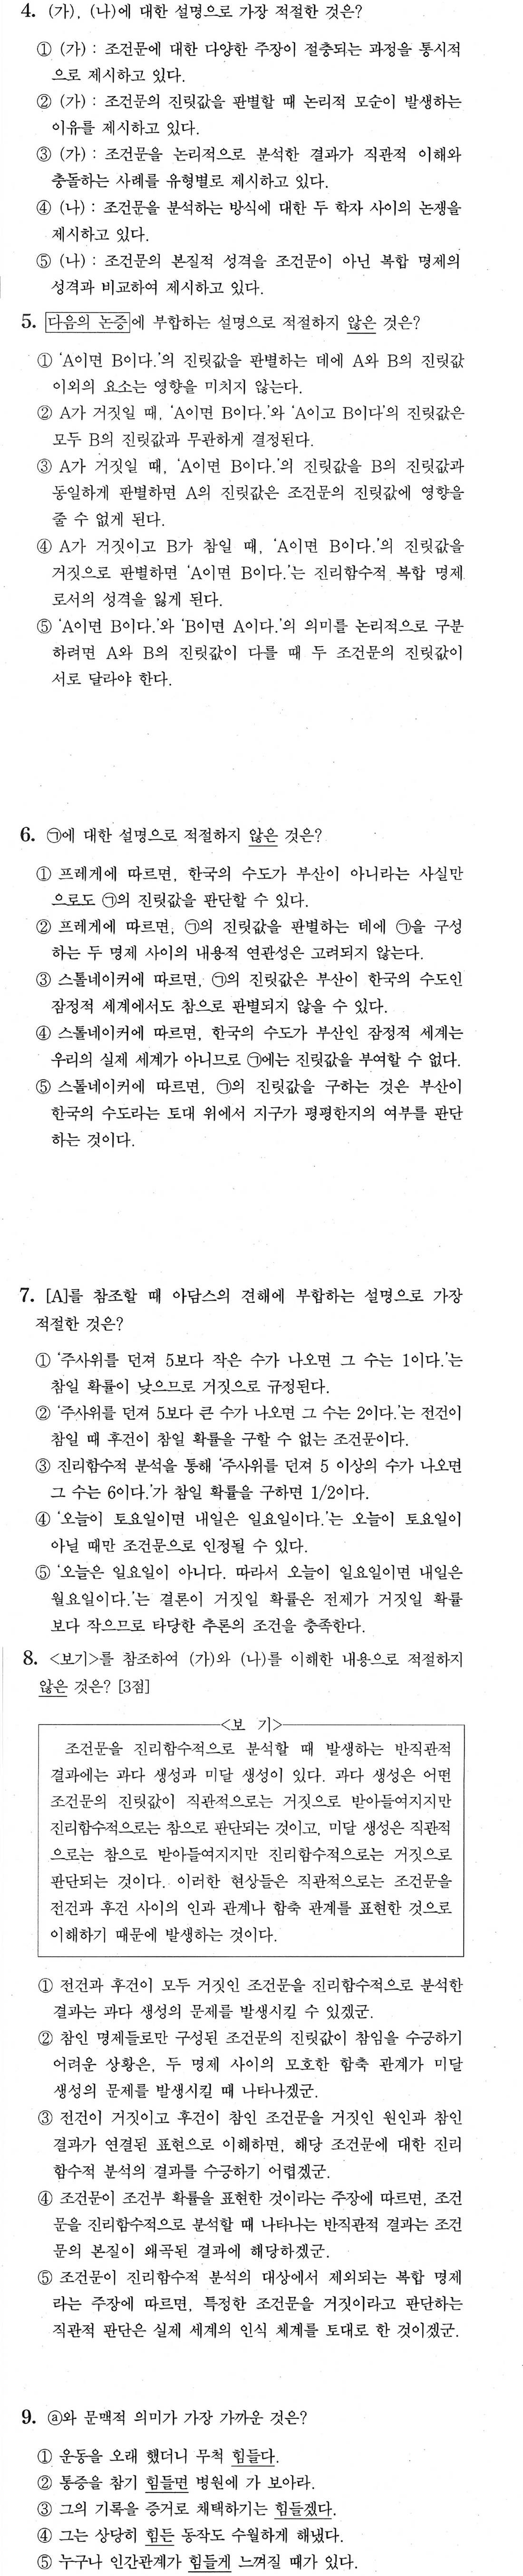 4. (가), (나)에 대한 설명으로 가장 적절한 것은?
① (가) : 조건문에 대한 다양한 주장이 절충되는 과정을 통시적
으로 제시하고 있다.
② (가) : 조건문의 진릿값을 판별할 때 논리적 모순이 발생하는
이유를 제시하고 있다.
③ (가) : 조건문을 논리적으로 분석한 결과가 직관적 이해와
충돌하는 사례를 유형별로 제시하고 있다.
④ (나) : 조건문을 분석하는 방식에 대한 두 학자 사이의 논쟁을
제시하고 있다.
⑤ (나) : 조건문의 본질적 성격을 조건문이 아닌 복합 명제의
성격과 비교하여 제시하고 있다.
5. 다음의 논증에 부합하는 설명으로 적절하지 않은 것은?
① ‘A이면 B이다.’의 진릿값을 판별하는 데에 A와 B의 진릿값
이외의 요소는 영향을 미치지 않는다.
② A가 거짓일 때, ‘A이면 B이다.’와 ‘A이고 B이다’의 진릿값은
모두 B의 진릿값과 무관하게 결정된다.
③ A가 거짓일 때, ‘A이면 B이다.’의 진릿값을 B의 진릿값과
동일하게 판별하면 A의 진릿값은 조건문의 진릿값에 영향을
줄 수 없게 된다.
④ A가 거짓이고 B가 참일 때, ‘A이면 B이다.’의 진릿값을
거짓으로 판별하면 ‘A이면 B이다.’는 진리함수적 복합 명제
로서의 성격을 잃게 된다.
⑤ ‘A이면 B이다.’와 ‘B이면 A이다.’의 의미를 논리적으로 구분
하려면 A와 B의 진릿값이 다를 때 두 조건문의 진릿값이
서로 달라야 한다.
6. ㉠에 대한 설명으로 적절하지 않은 것은?
① 프레게에 따르면, 한국의 수도가 부산이 아니라는 사실만
으로도 ㉠의 진릿값을 판단할 수 있다.
② 프레게에 따르면, ㉠의 진릿값을 판별하는 데에 ㉠을 구성
하는 두 명제 사이의 내용적 연관성은 고려되지 않는다.
③ 스톨네이커에 따르면, ㉠의 진릿값은 부산이 한국의 수도인
잠정적 세계에서도 참으로 판별되지 않을 수 있다.
④ 스톨네이커에 따르면, 한국의 수도가 부산인 잠정적 세계는
우리의 실제 세계가 아니므로 ㉠에는 진릿값을 부여할 수 없다.
⑤ 스톨네이커에 따르면, ㉠의 진릿값을 구하는 것은 부산이
한국의 수도라는 토대 위에서 지구가 평평한지의 여부를 판단
하는 것이다.
7. [A]를 참조할 때 아담스의 견해에 부합하는 설명으로 가장
적절한 것은?
① ‘주사위를 던져 5보다 작은 수가 나오면 그 수는 1이다.’는
참일 확률이 낮으므로 거짓으로 규정된다.
② ‘주사위를 던져 5보다 큰 수가 나오면 그 수는 2이다.’는 전건이
참일 때 후건이 참일 확률을 구할 수 없는 조건문이다.
③ 진리함수적 분석을 통해 ‘주사위를 던져 5 이상의 수가 나오면
그 수는 6이다.’가 참일 확률을 구하면 1/2이다.
④ ‘오늘이 토요일이면 내일은 일요일이다.’는 오늘이 토요일이
아닐 때만 조건문으로 인정될 수 있다.
⑤ ‘오늘은 일요일이 아니다. 따라서 오늘이 일요일이면 내일은
월요일이다.’는 결론이 거짓일 확률은 전제가 거짓일 확률
보다 작으므로 타당한 추론의 조건을 충족한다.
8. <보기>를 참조하여 (가)와 (나)를 이해한 내용으로 적절하지
않은 것은? [3점]
<보 기>
조건문을 진리함수적으로 분석할 때 발생하는 반직관적
결과에는 과다 생성과 미달 생성이 있다. 과다 생성은 어떤
조건문의 진릿값이 직관적으로는 거짓으로 받아들여지지만
진리함수적으로는 참으로 판단되는 것이고, 미달 생성은 직관적
으로는 참으로 받아들여지지만 진리함수적으로는 거짓으로
판단되는 것이다. 이러한 현상들은 직관적으로는 조건문을
전건과 후건 사이의 인과 관계나 함축 관계를 표현한 것으로
이해하기 때문에 발생하는 것이다.
① 전건과 후건이 모두 거짓인 조건문을 진리함수적으로 분석한
결과는 과다 생성의 문제를 발생시킬 수 있겠군.
② 참인 명제들로만 구성된 조건문의 진릿값이 참임을 수긍하기
어려운 상황은, 두 명제 사이의 모호한 함축 관계가 미달
생성의 문제를 발생시킬 때 나타나겠군.
③ 전건이 거짓이고 후건이 참인 조건문을 거짓인 원인과 참인
결과가 연결된 표현으로 이해하면, 해당 조건문에 대한 진리
함수적 분석의 결과를 수긍하기 어렵겠군.
④ 조건문이 조건부 확률을 표현한 것이라는 주장에 따르면, 조건
문을 진리함수적으로 분석할 때 나타나는 반직관적 결과는 조건
문의 본질이 왜곡된 결과에 해당하겠군.
⑤ 조건문이 진리함수적 분석의 대상에서 제외되는 복합 명제
라는 주장에 따르면, 특정한 조건문을 거짓이라고 판단하는
직관적 판단은 실제 세계의 인식 체계를 토대로 한 것이겠군.
9. ⓐ와 문맥적 의미가 가장 가까운 것은?
① 운동을 오래 했더니 무척 힘들다.
② 통증을 참기 힘들면 병원에 가 보아라.
③ 그의 기록을 증거로 채택하기는 힘들겠다.
④ 그는 상당히 힘든 동작도 수월하게 해냈다.
⑤ 누구나 인간관계가 힘들게 느껴질 때가 있다.